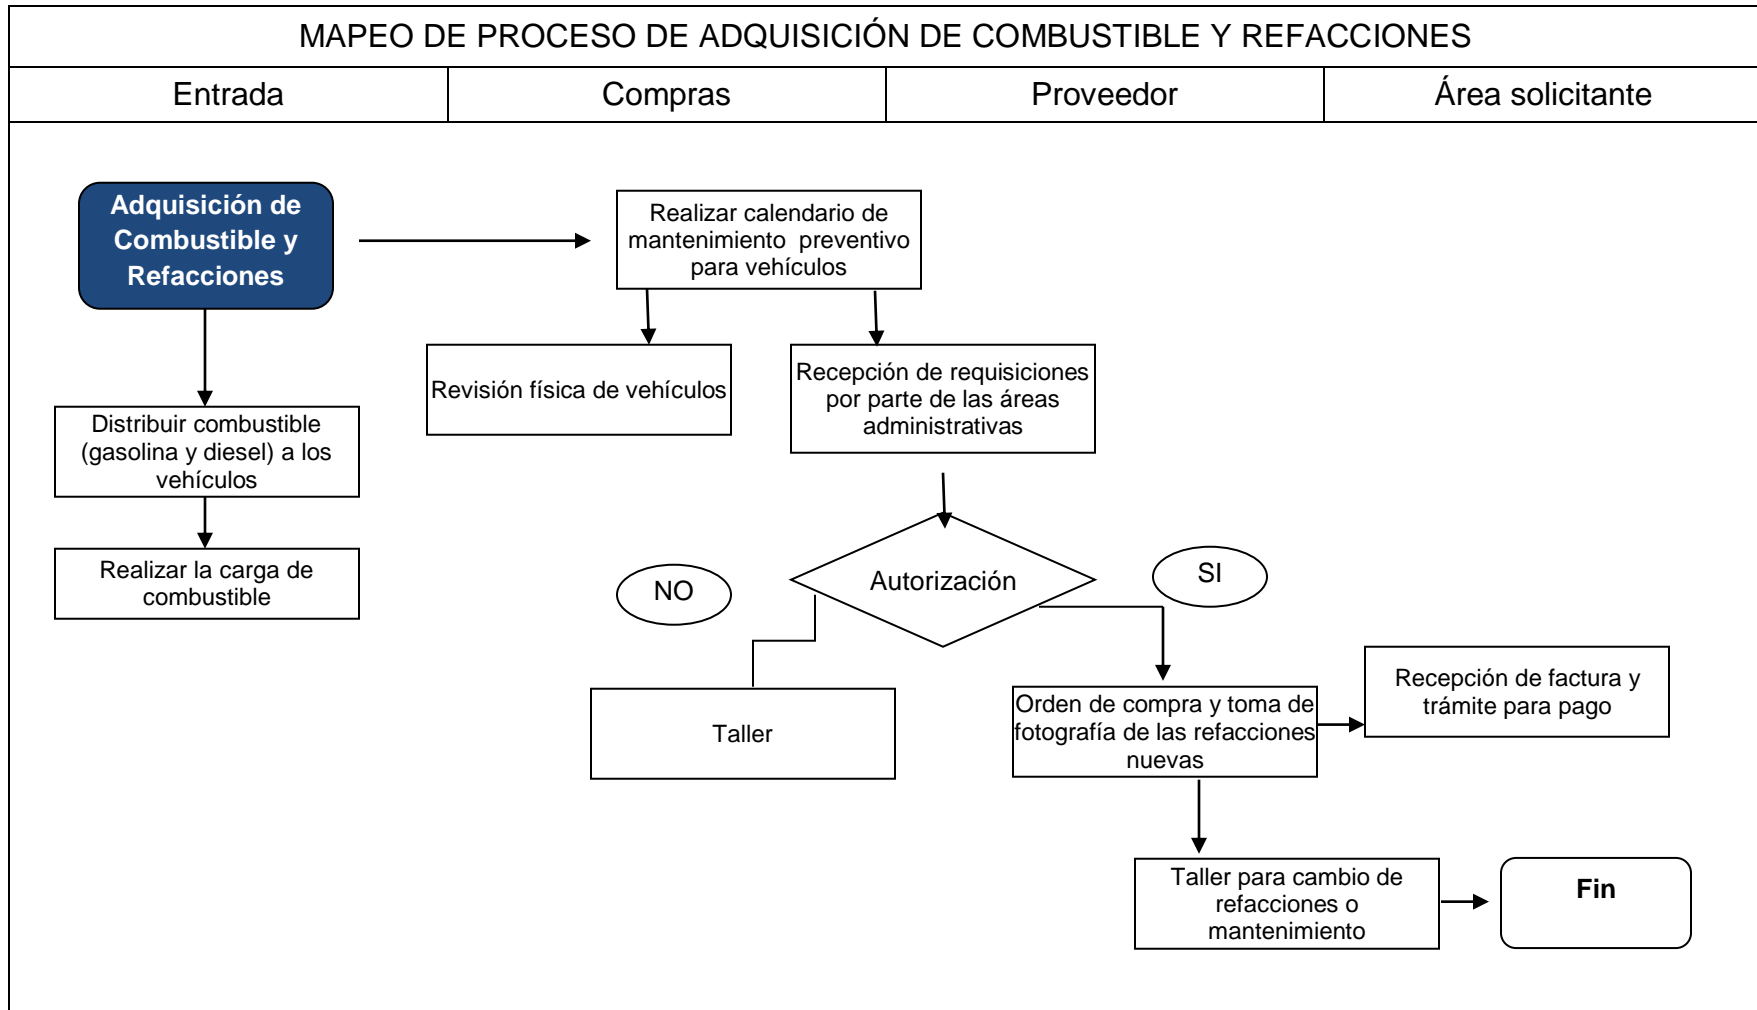 MAPEO DE PROCESO DE ADQUISICIÓN DE COMBUSTIBLE Y REFACCIONES
Entrada
Compras
Proveedor
Área solicitante
Adquisición de
Combustible y
Refacciones
Realizar calendario de
mantenimiento preventivo
para vehículos
Revisión física de vehículos
Recepción de requisiciones
por parte de las áreas
administrativas
Distribuir combustible
(gasolina y diesel) a los
vehículos
Realizar la carga de
combustible
NO
Autorización
SI
Taller
Orden de compra y toma de
fotografía de las refacciones
nuevas
Recepción de factura y
trámite para pago
Taller para cambio de
refacciones o
mantenimiento
Fin